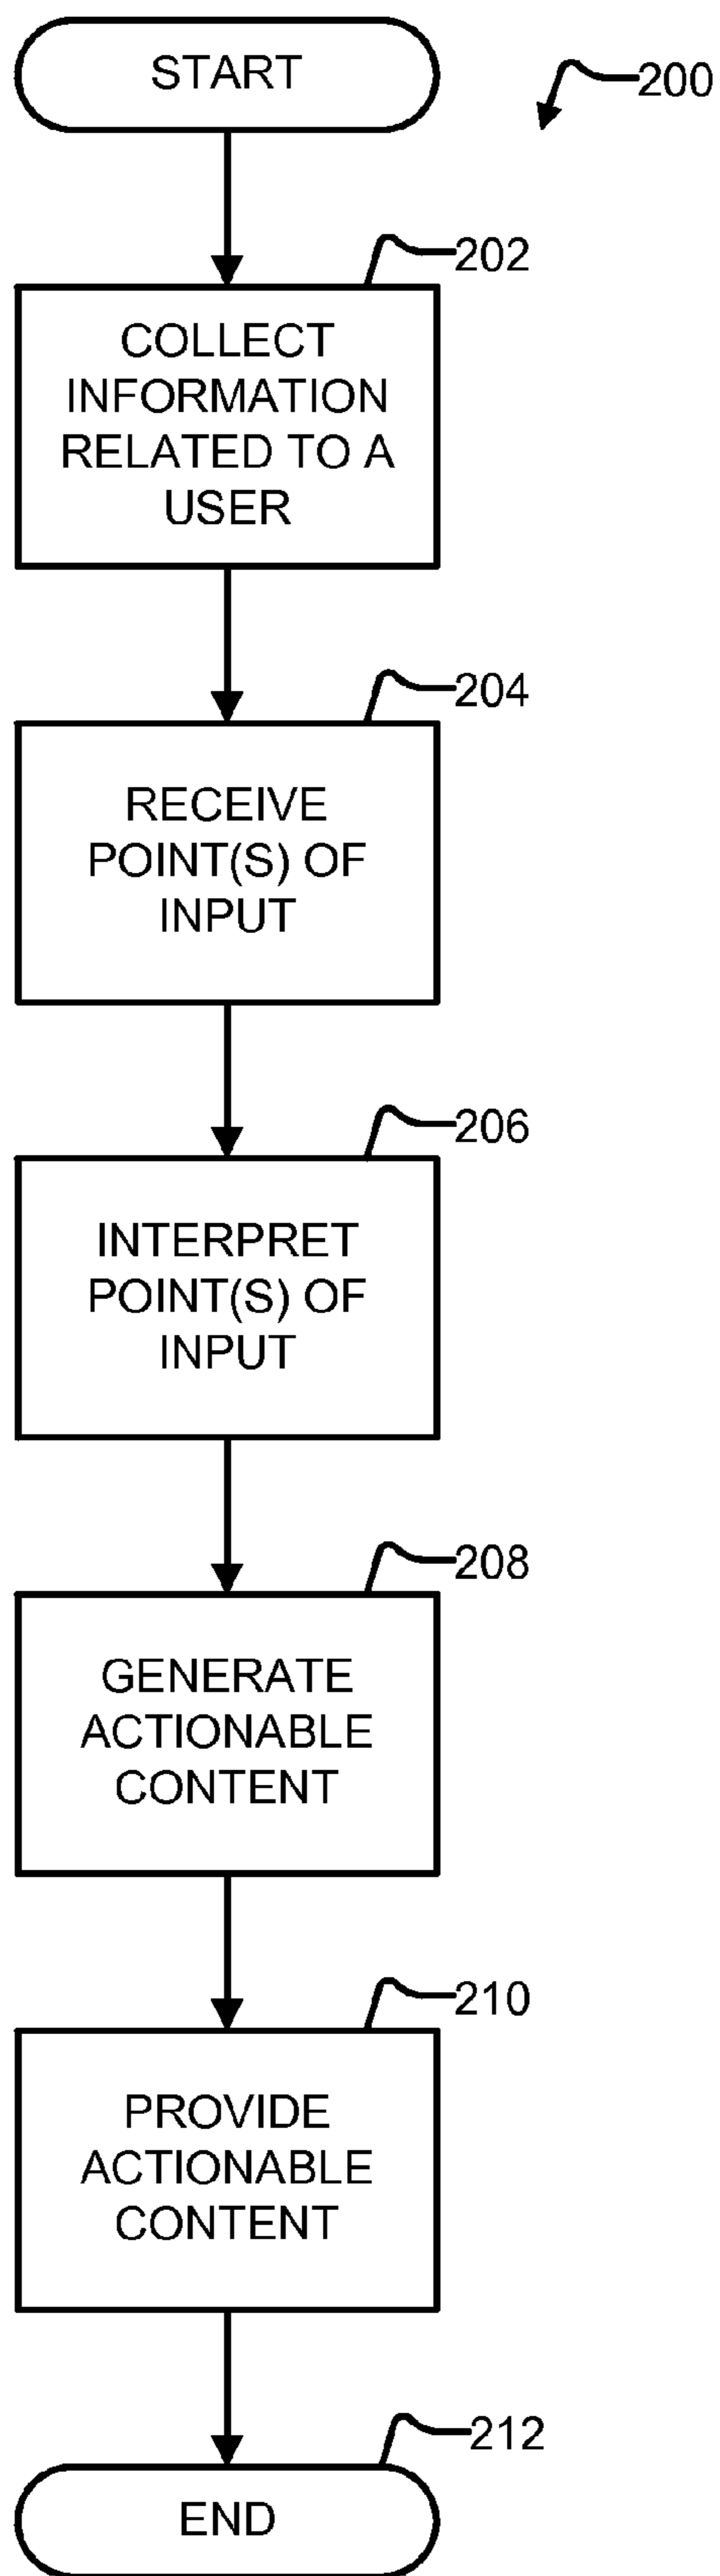 START
200
202
COLLECT
INFORMATION
RELATED TO A
USER
204
RECEIVE
POINT(S) OF
INPUT
206
INTERPRET
POINT(S) OF
INPUT
208
GENERATE
ACTIONABLE
CONTENT
210
PROVIDE
ACTIONABLE
CONTENT
212
END